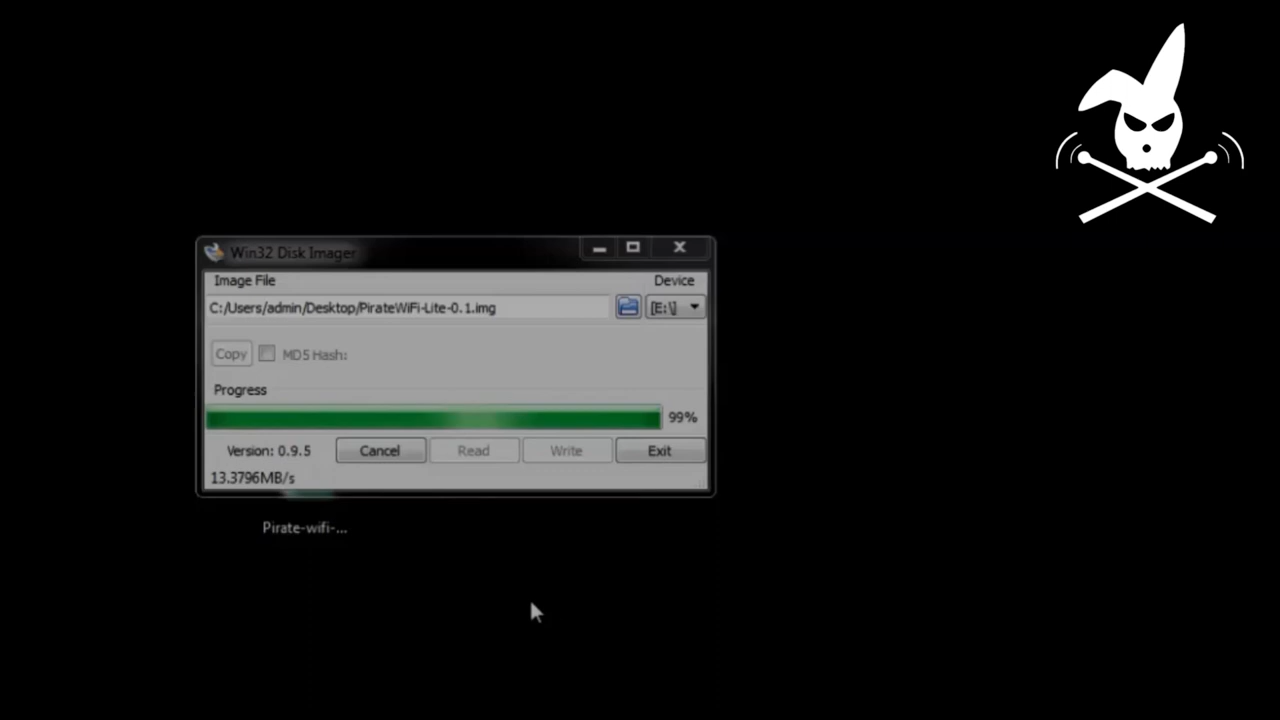 Win32 Disk Imager
Image File
Device
C:/Users/admin/Desktop/PirateWiFi-Lite-0.1.img
[E:\]
Copy
MD5 Hash:
Progress
99%
Version: 0.9.5
Cancel
Read
Write
Exit
13.3796MB/s
Pirate-wifi-...